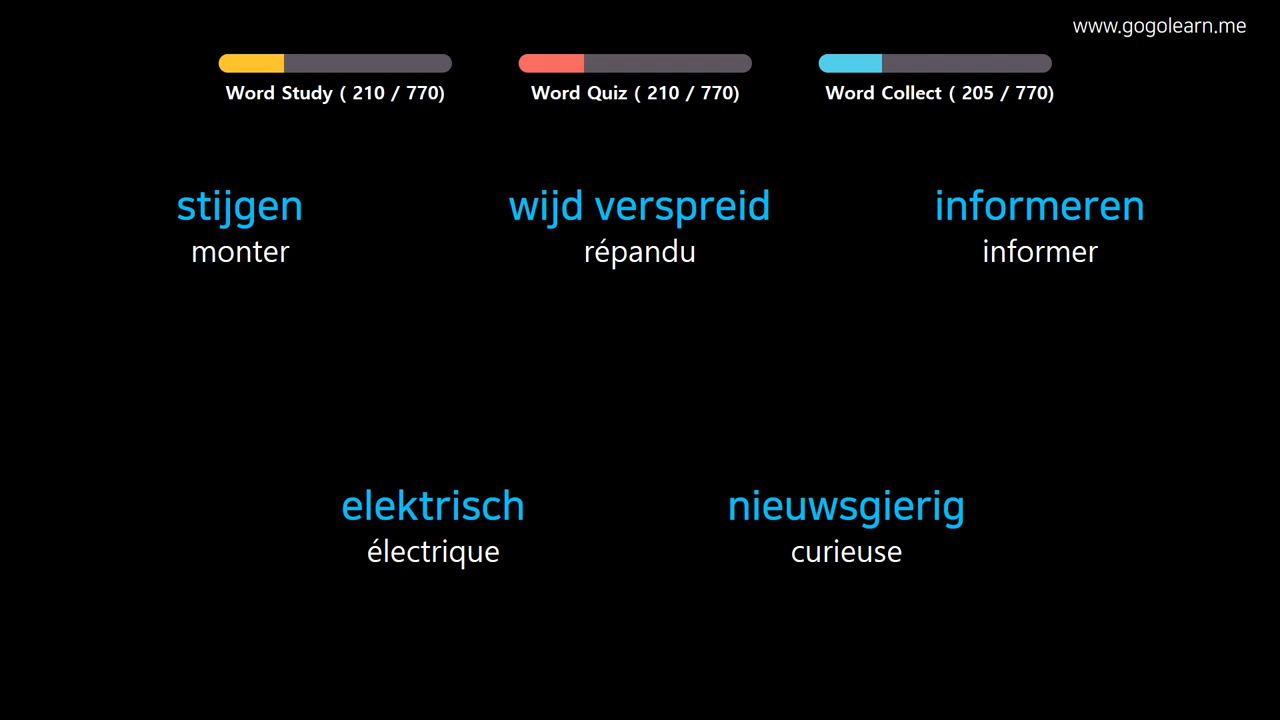 www.gogolearn.me
Word Study ( 210 / 770)
Word Quiz ( 210 / 770)
Word Collect ( 205 / 770)
stijgen
monter
wijd verspreid
répandu
informeren
informer
elektrisch
électrique
nieuwsgierig
curieuse